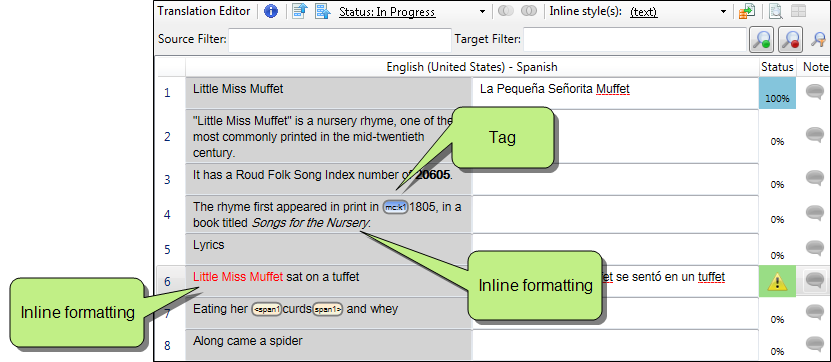 Translation Editor Status: In Progress Inline style(s): (text)
Source Filter: Target Filter:
English (United States) - Spanish Status Note
1 Little Miss Muffet La Pequeña Señorita Muffet 100%
"Little Miss Muffet" is a nursery rhyme, one of the
2 most commonly printed in the mid-twentieth 0%
century.
Tag
3 It has a Roud Folk Song Index number of 20605. 0%
4 The rhyme first appeared in print in mc:k1 1805, in a 0%
book titled Songs for the Nursery.
5 Lyrics 0%
Inline formatting
6 Little Miss Muffet sat on a tuffet se sentó en un tuffet
Inline formatting
7 Eating her <span1 curds span1> and whey 0%
8 Along came a spider 0%